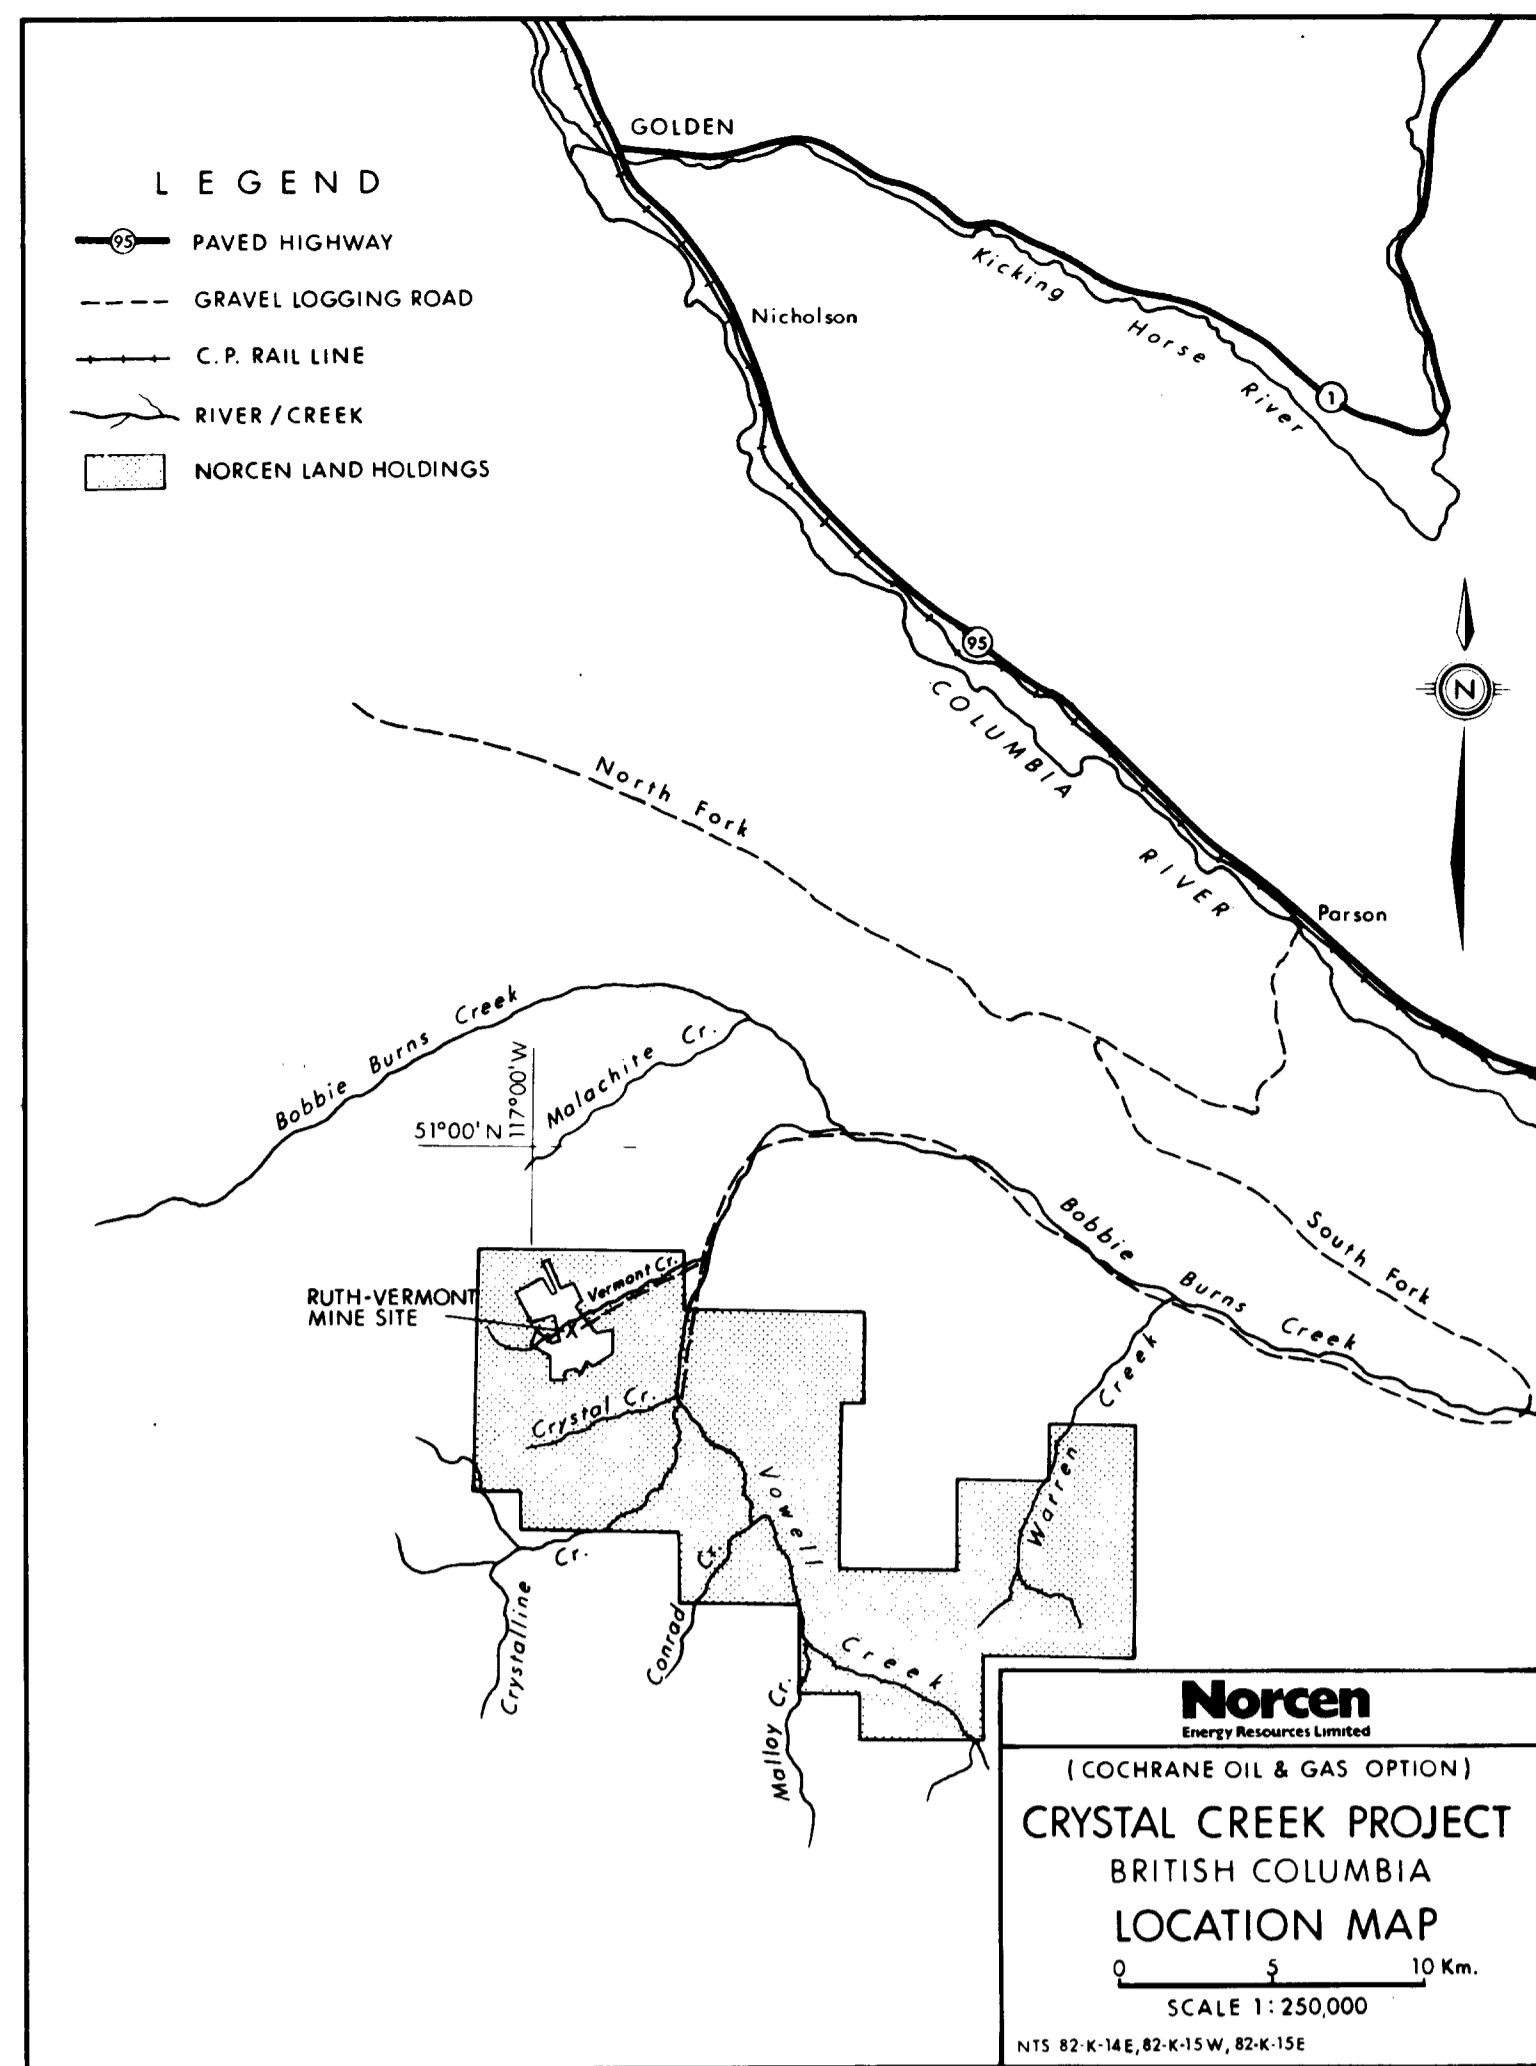 GOLDEN
LEGEND
95 PAVED HIGHWAY
GRAVEL LOGGING ROAD
C.P. RAIL LINE
RIVER / CREEK
NORCEN LAND HOLDINGS
Kicking Horse River
Nicholson
1
95
N
COLUMBIA RIVER
North Fork
Parson
Bobbie Burns Creek
Malachite Cr.
117°00'W
51°00'N
Bobbie Burns Creek
South Fork
RUTH-VERMONT
MINE SITE
Vermont Cr.
Crystal Cr.
Warren Creek
Vowell Creek
Crystalline Cr.
Conrad Cr.
Malloy Cr.
Norcen
Energy Resources Limited
( COCHRANE OIL & GAS OPTION )
CRYSTAL CREEK PROJECT
BRITISH COLUMBIA
LOCATION MAP
0 5 10 Km.
SCALE 1:250,000
NTS 82-K-14E, 82-K-15W, 82-K-15E